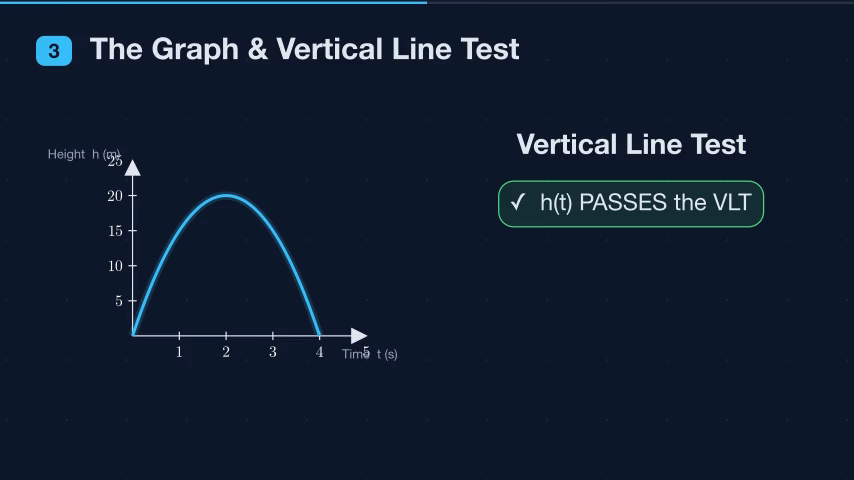 3 The Graph & Vertical Line Test
Height h (m)
25
20
15
10
5
1 2 3 4 5
Time t (s)
Vertical Line Test
✓ h(t) PASSES the VLT